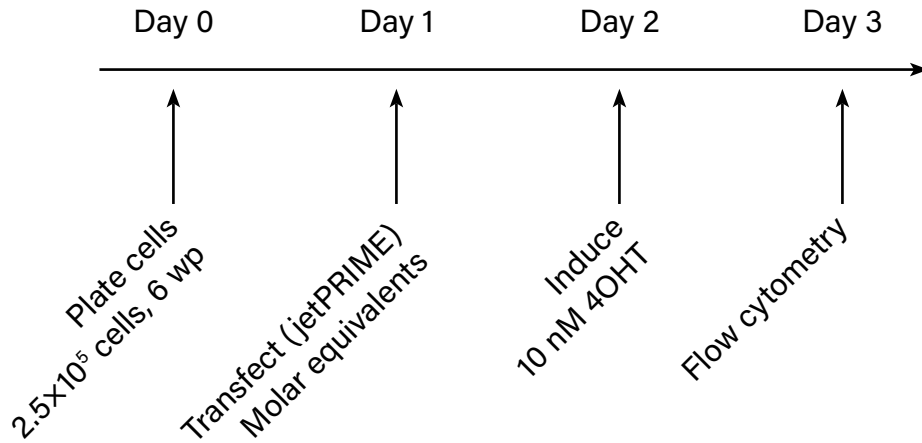 Day 0
Day 1
Day 2
Day 3
Plate cells
2.5×10⁵ cells, 6 wp
Transfect (jetPRIME)
Molar equivalents
Induce
10 nM 4OHT
Flow cytometry